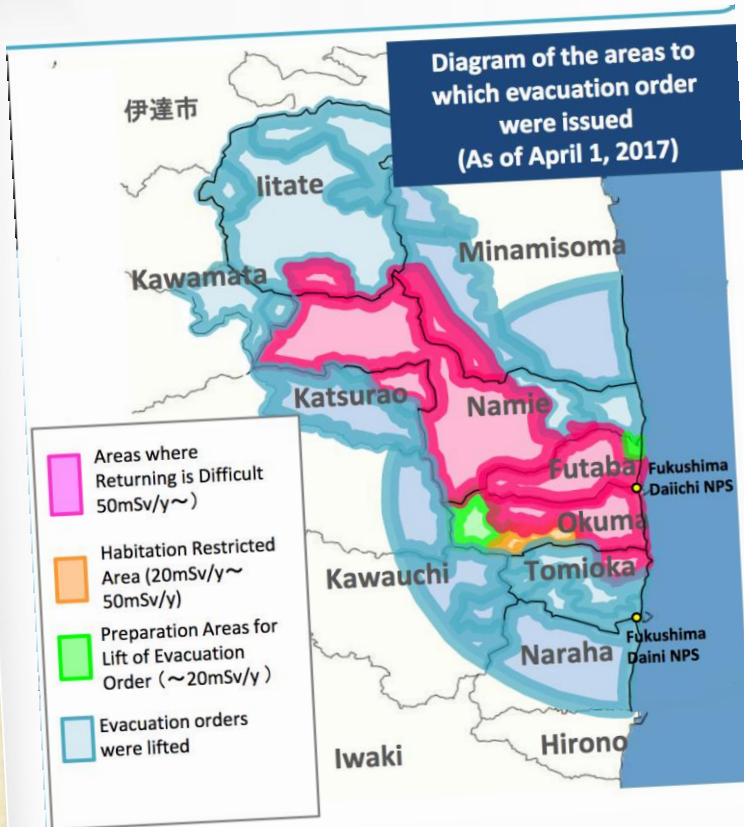 Diagram of the areas to
which evacuation order
were issued
(As of April 1, 2017)
伊達市
Iitate
Minamisoma
Kawamata
Katsurao
Namie
Futaba
Fukushima
Daiichi NPS
Okuma
Kawauchi
Tomioka
Fukushima
Daini NPS
Naraha
Iwaki
Hirono
Areas where
Returning is Difficult
50mSv/y～)
Habitation Restricted
Area (20mSv/y～
50mSv/y)
Preparation Areas for
Lift of Evacuation
Order (～20mSv/y )
Evacuation orders
were lifted